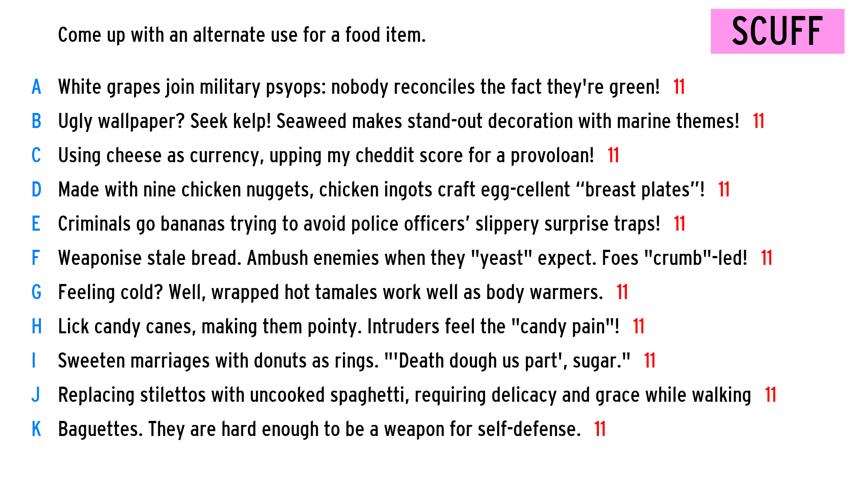 Come up with an alternate use for a food item.
SCUFF
A White grapes join military psyops: nobody reconciles the fact they're green! 11
B Ugly wallpaper? Seek kelp! Seaweed makes stand-out decoration with marine themes! 11
C Using cheese as currency, upping my cheddit score for a provoloan! 11
D Made with nine chicken nuggets, chicken ingots craft egg-cellent “breast plates”! 11
E Criminals go bananas trying to avoid police officers’ slippery surprise traps! 11
F Weaponise stale bread. Ambush enemies when they "yeast" expect. Foes "crumb"-led! 11
G Feeling cold? Well, wrapped hot tamales work well as body warmers. 11
H Lick candy canes, making them pointy. Intruders feel the "candy pain"! 11
I Sweeten marriages with donuts as rings. "'Death dough us part', sugar." 11
J Replacing stilettos with uncooked spaghetti, requiring delicacy and grace while walking 11
K Baguettes. They are hard enough to be a weapon for self-defense. 11